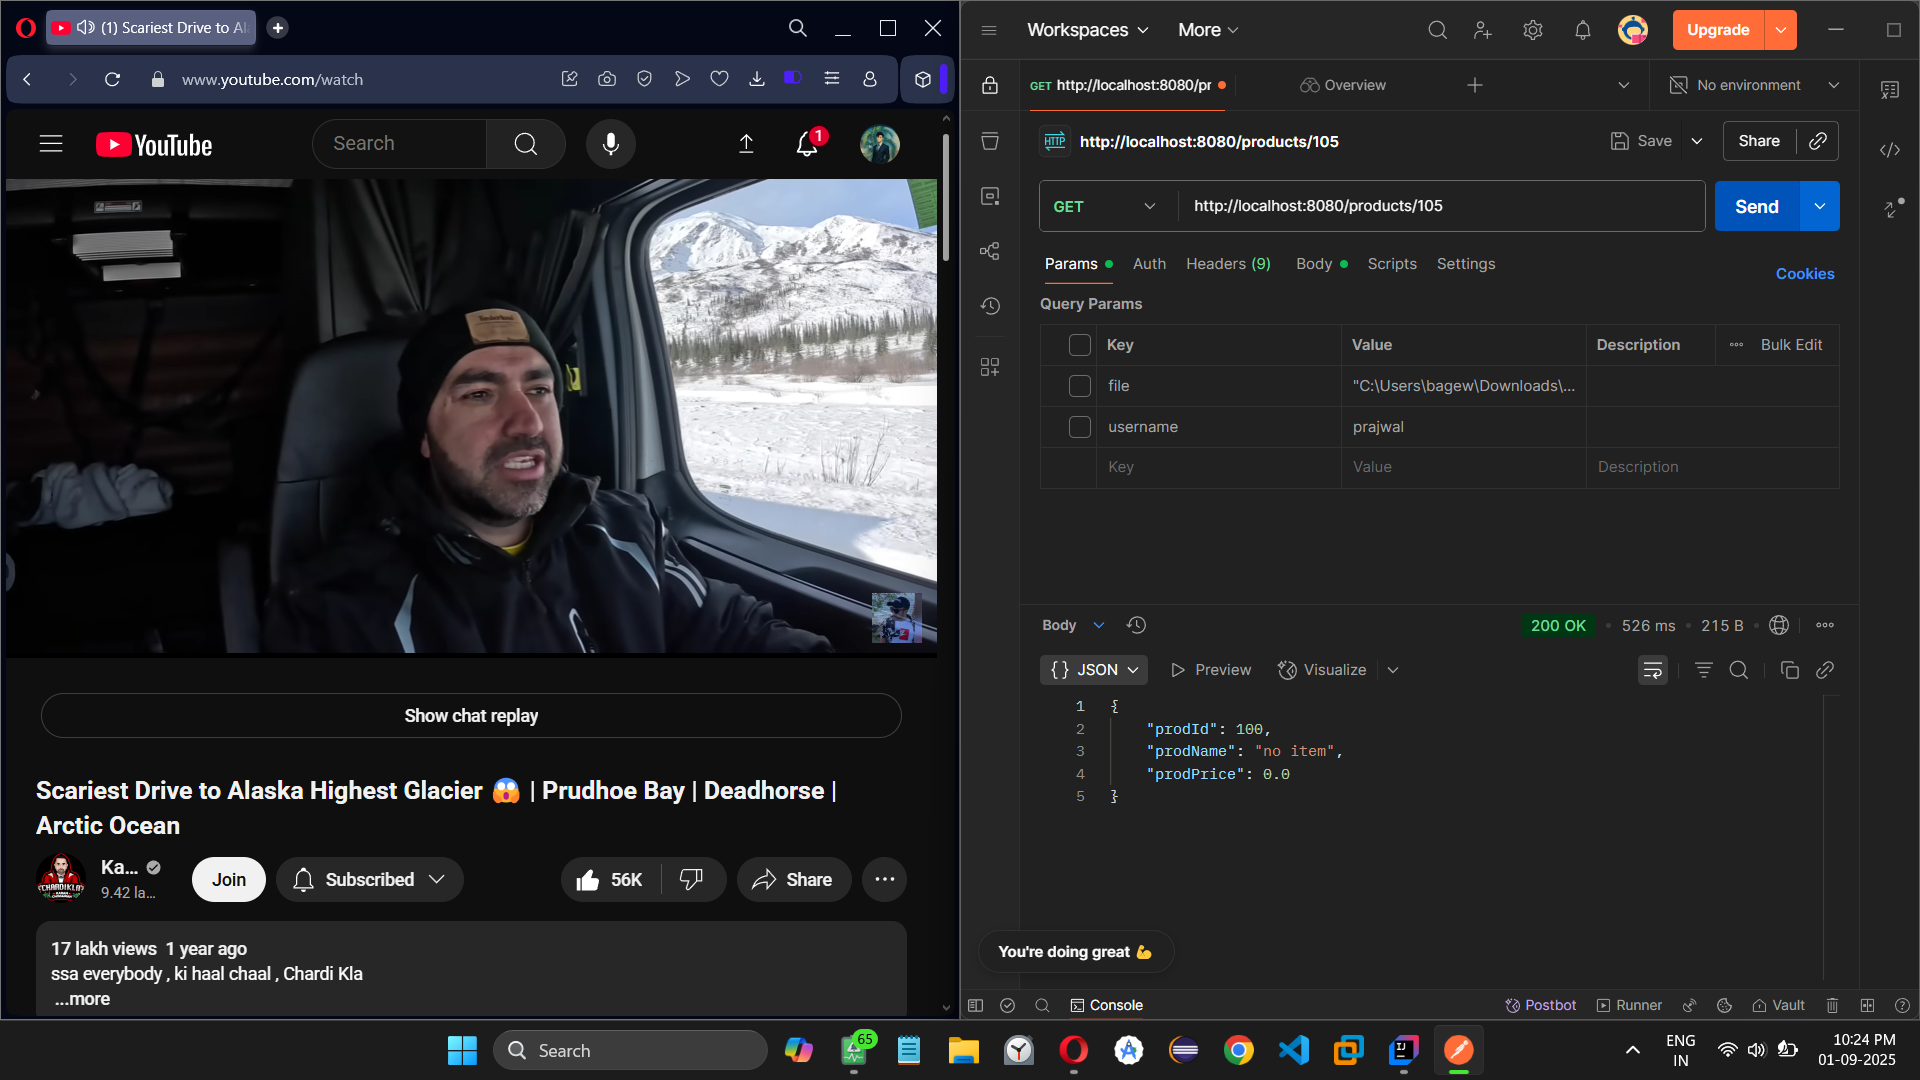 (1) Scariest Drive to Al
www.youtube.com/watch
YouTube
Search
1
Show chat replay
Scariest Drive to Alaska Highest Glacier 😱 | Prudhoe Bay | Deadhorse |
Arctic Ocean
Ka...
9.42 la...
Join
Subscribed
56K
Share
17 lakh views 1 year ago
ssa everybody , ki haal chaal , Chardi Kla
...more
Workspaces
More
Upgrade
GET http://localhost:8080/pr
Overview
No environment
HTTP
http://localhost:8080/products/105
Save
Share
GET
http://localhost:8080/products/105
Send
Params
Auth
Headers (9)
Body
Scripts
Settings
Cookies
Query Params
Key
Value
Description
Bulk Edit
file
"C:\Users\bagew\Downloads\...
username
prajwal
Key
Value
Description
Body
200 OK
526 ms
215 B
{} JSON
Preview
Visualize
1 {
2 "prodId": 100,
3 "prodName": "no item",
4 "prodPrice": 0.0
5 }
You're doing great 💪
Console
Postbot
Runner
Vault
Search
65
IJ
ENG
IN
10:24 PM
01-09-2025